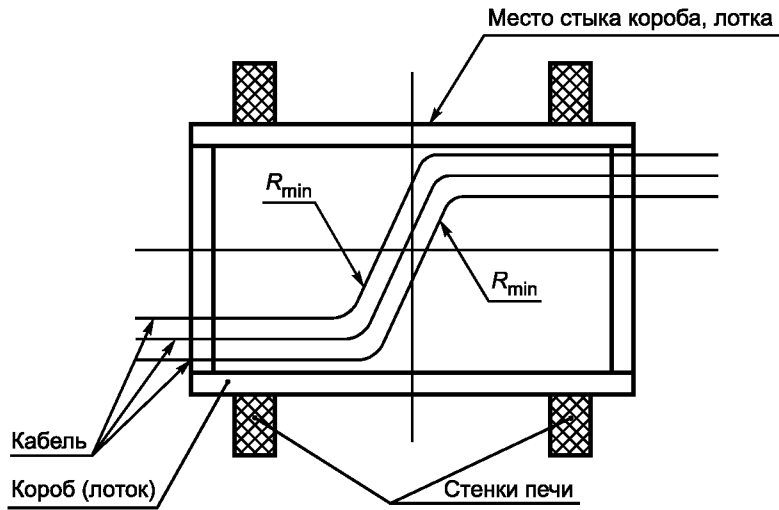 Место стыка короба, лотка
Rmin
Rmin
Кабель
Короб (лоток)
Стенки печи